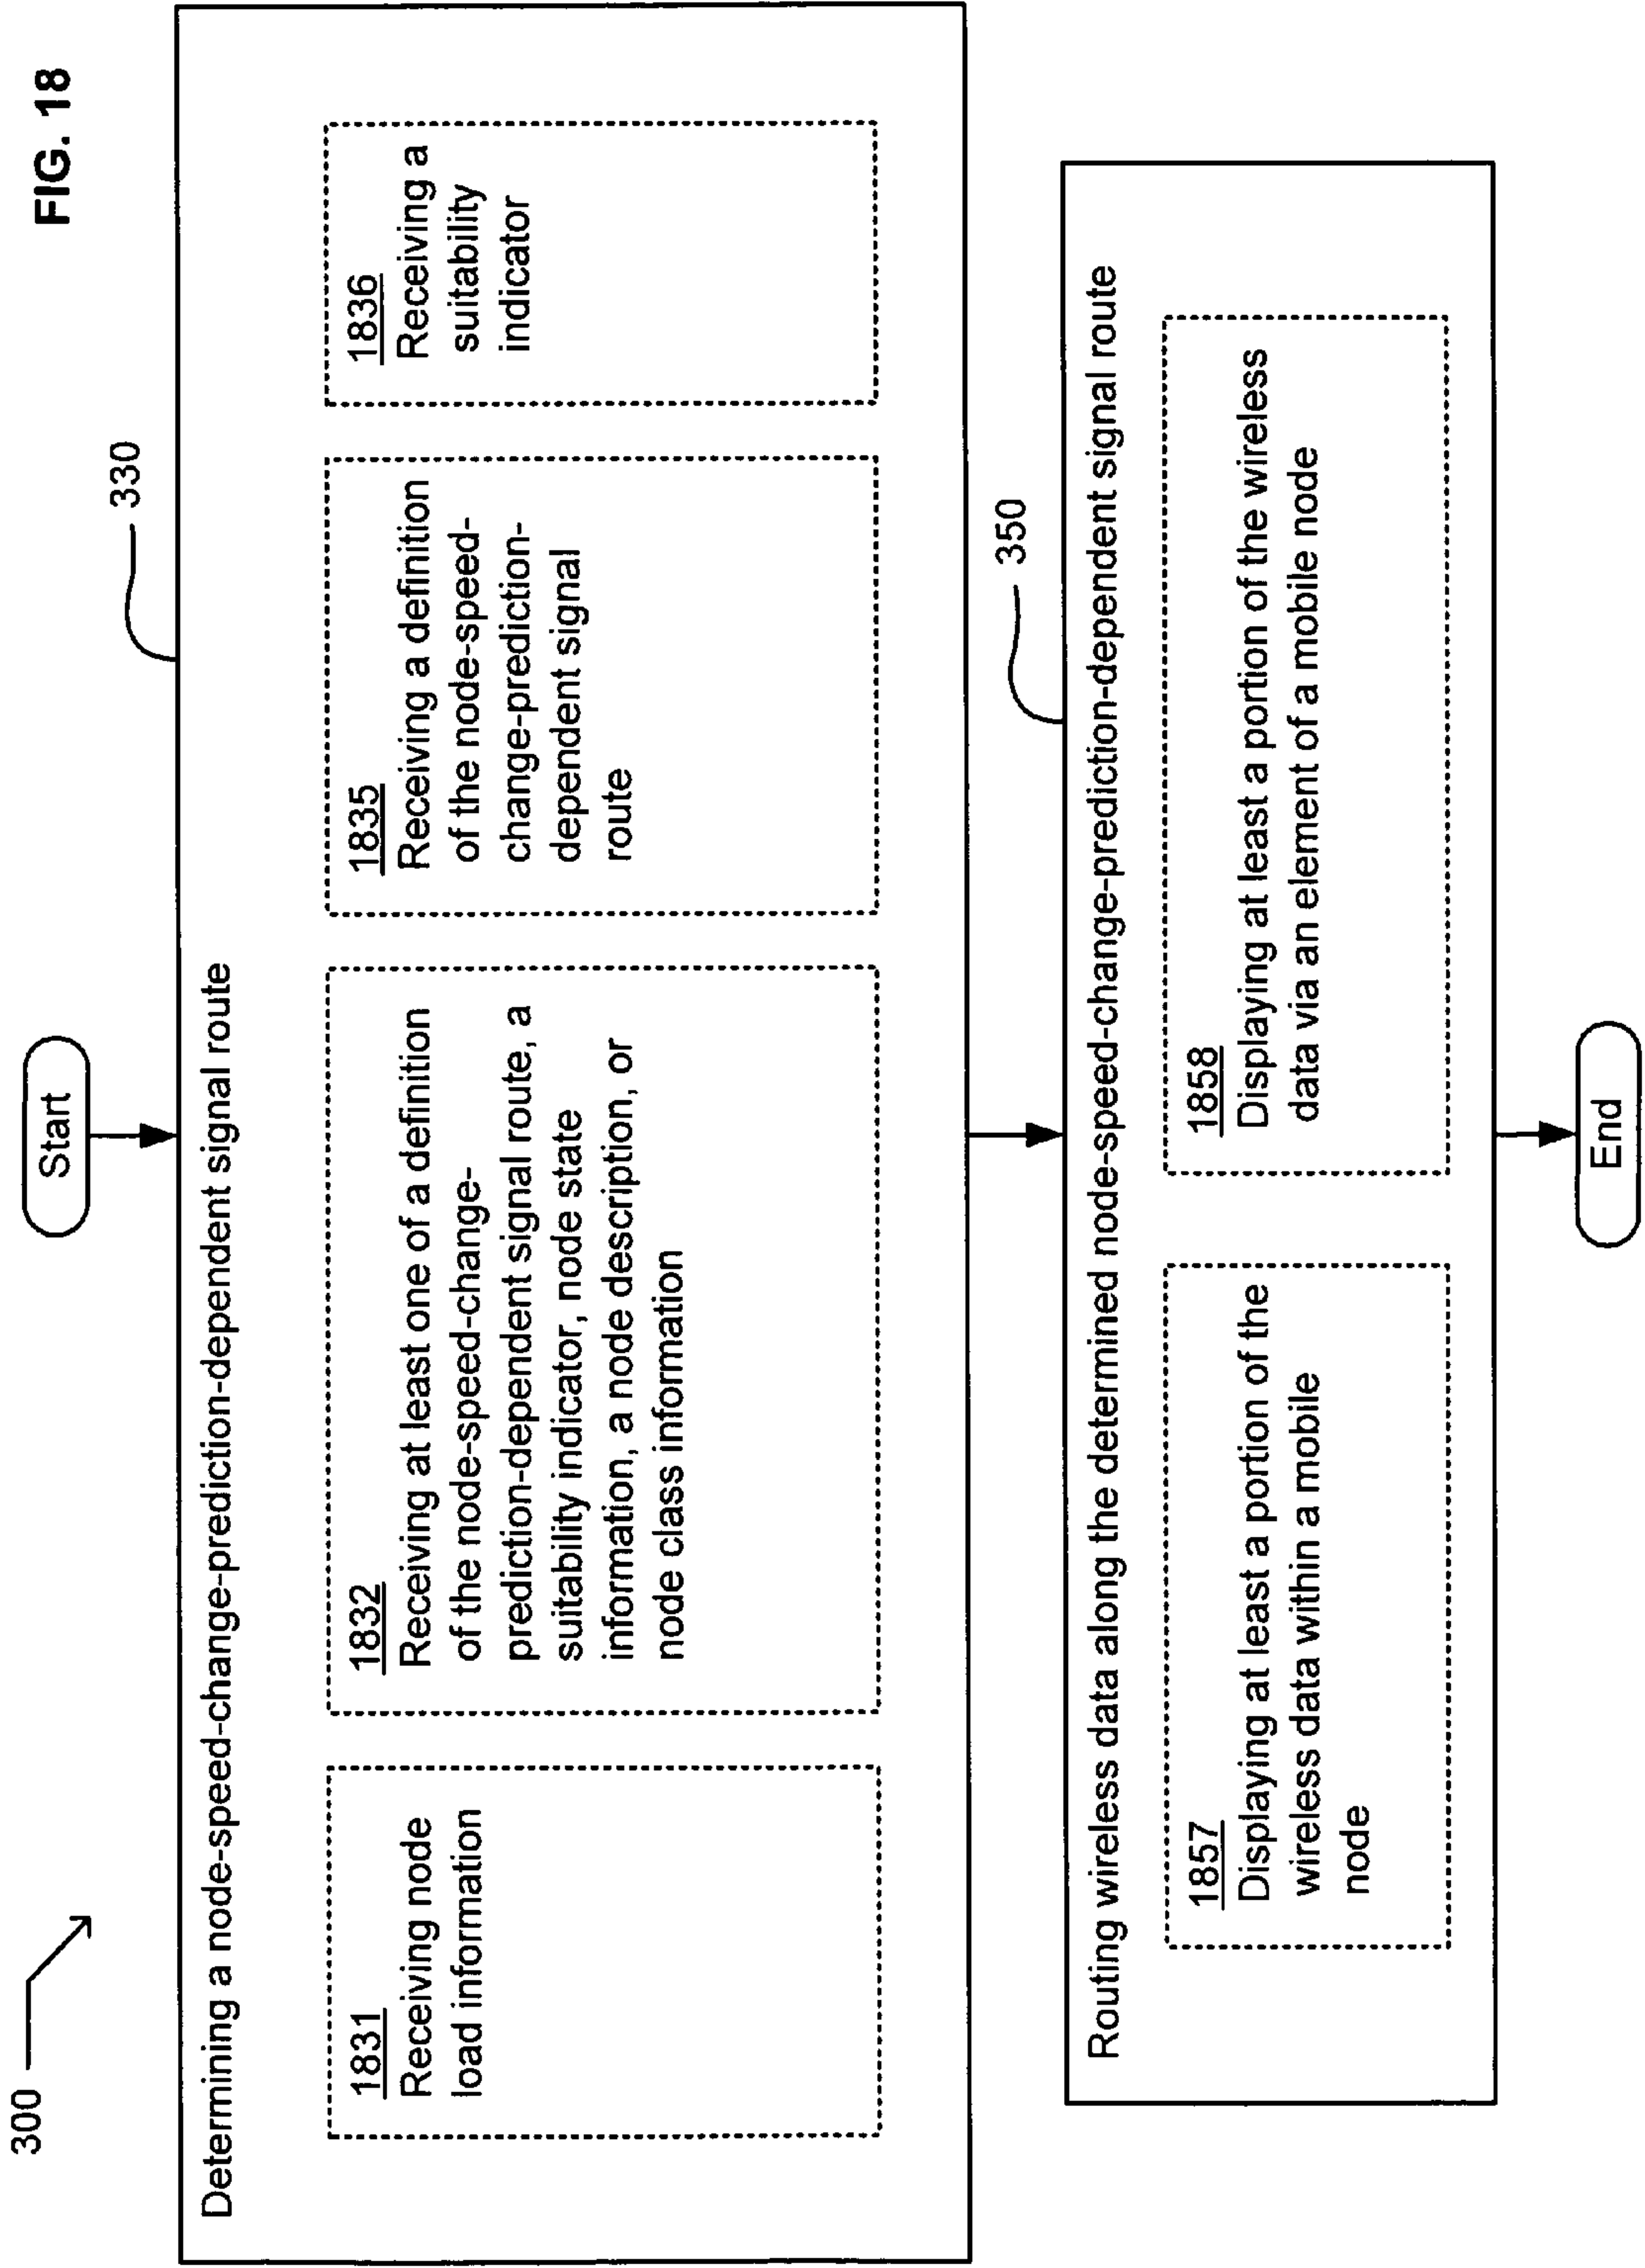 FIG. 18
300
Start
330
Determining a node-speed-change-prediction-dependent signal route
1831
Receiving node
load information
1832
Receiving at least one of a definition
of the node-speed-change-
prediction-dependent signal route, a
suitability indicator, node state
information, a node description, or
node class information
1835
Receiving a definition
of the node-speed-
change-prediction-
dependent signal
route
1836
Receiving a
suitability
indicator
350
Routing wireless data along the determined node-speed-change-prediction-dependent signal route
1857
Displaying at least a portion of the
wireless data within a mobile
node
1858
Displaying at least a portion of the wireless
data via an element of a mobile node
End